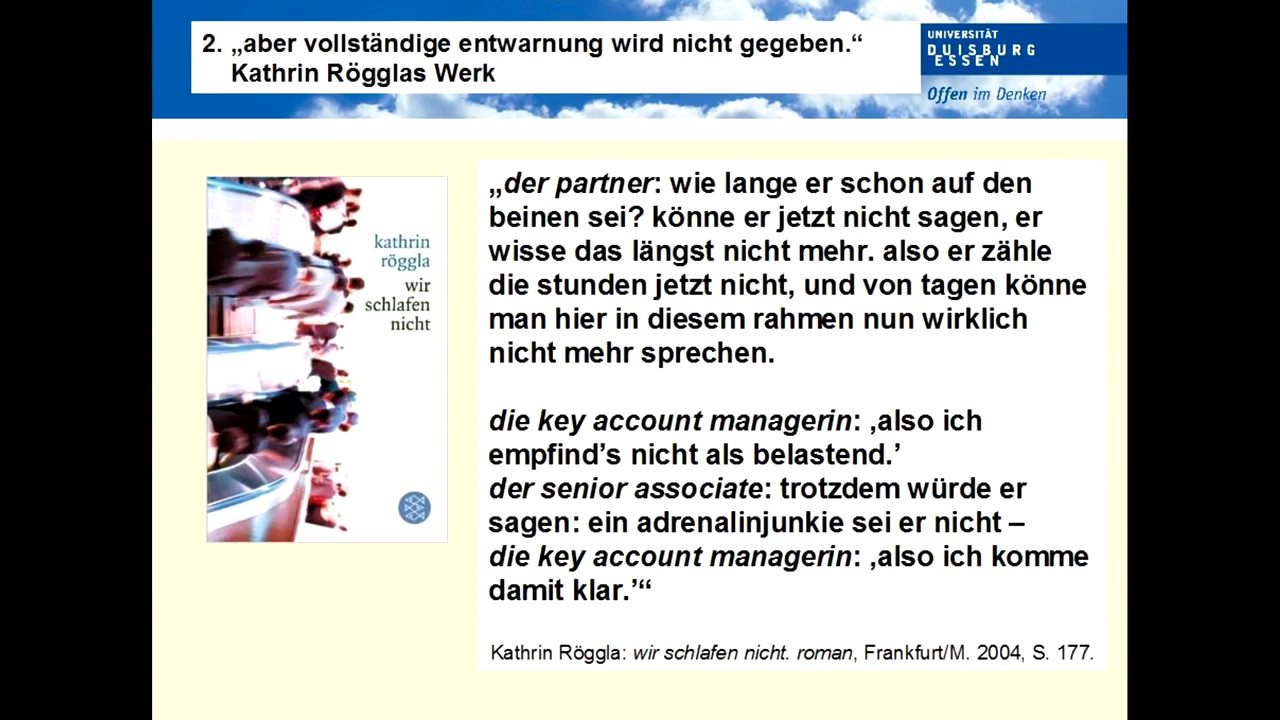 2. „aber vollständige entwarnung wird nicht gegeben.“
Kathrin Rögglas Werk
UNIVERSITÄT
DUISBURG
ESSEN
Offen im Denken
kathrin
röggla
wir
schlafen
nicht
„der partner: wie lange er schon auf den
beinen sei? könne er jetzt nicht sagen, er
wisse das längst nicht mehr. also er zähle
die stunden jetzt nicht, und von tagen könne
man hier in diesem rahmen nun wirklich
nicht mehr sprechen.
die key account managerin: ‚also ich
empfind’s nicht als belastend.’
der senior associate: trotzdem würde er
sagen: ein adrenalinjunkie sei er nicht –
die key account managerin: ‚also ich komme
damit klar.’“
Kathrin Röggla: wir schlafen nicht. roman, Frankfurt/M. 2004, S. 177.